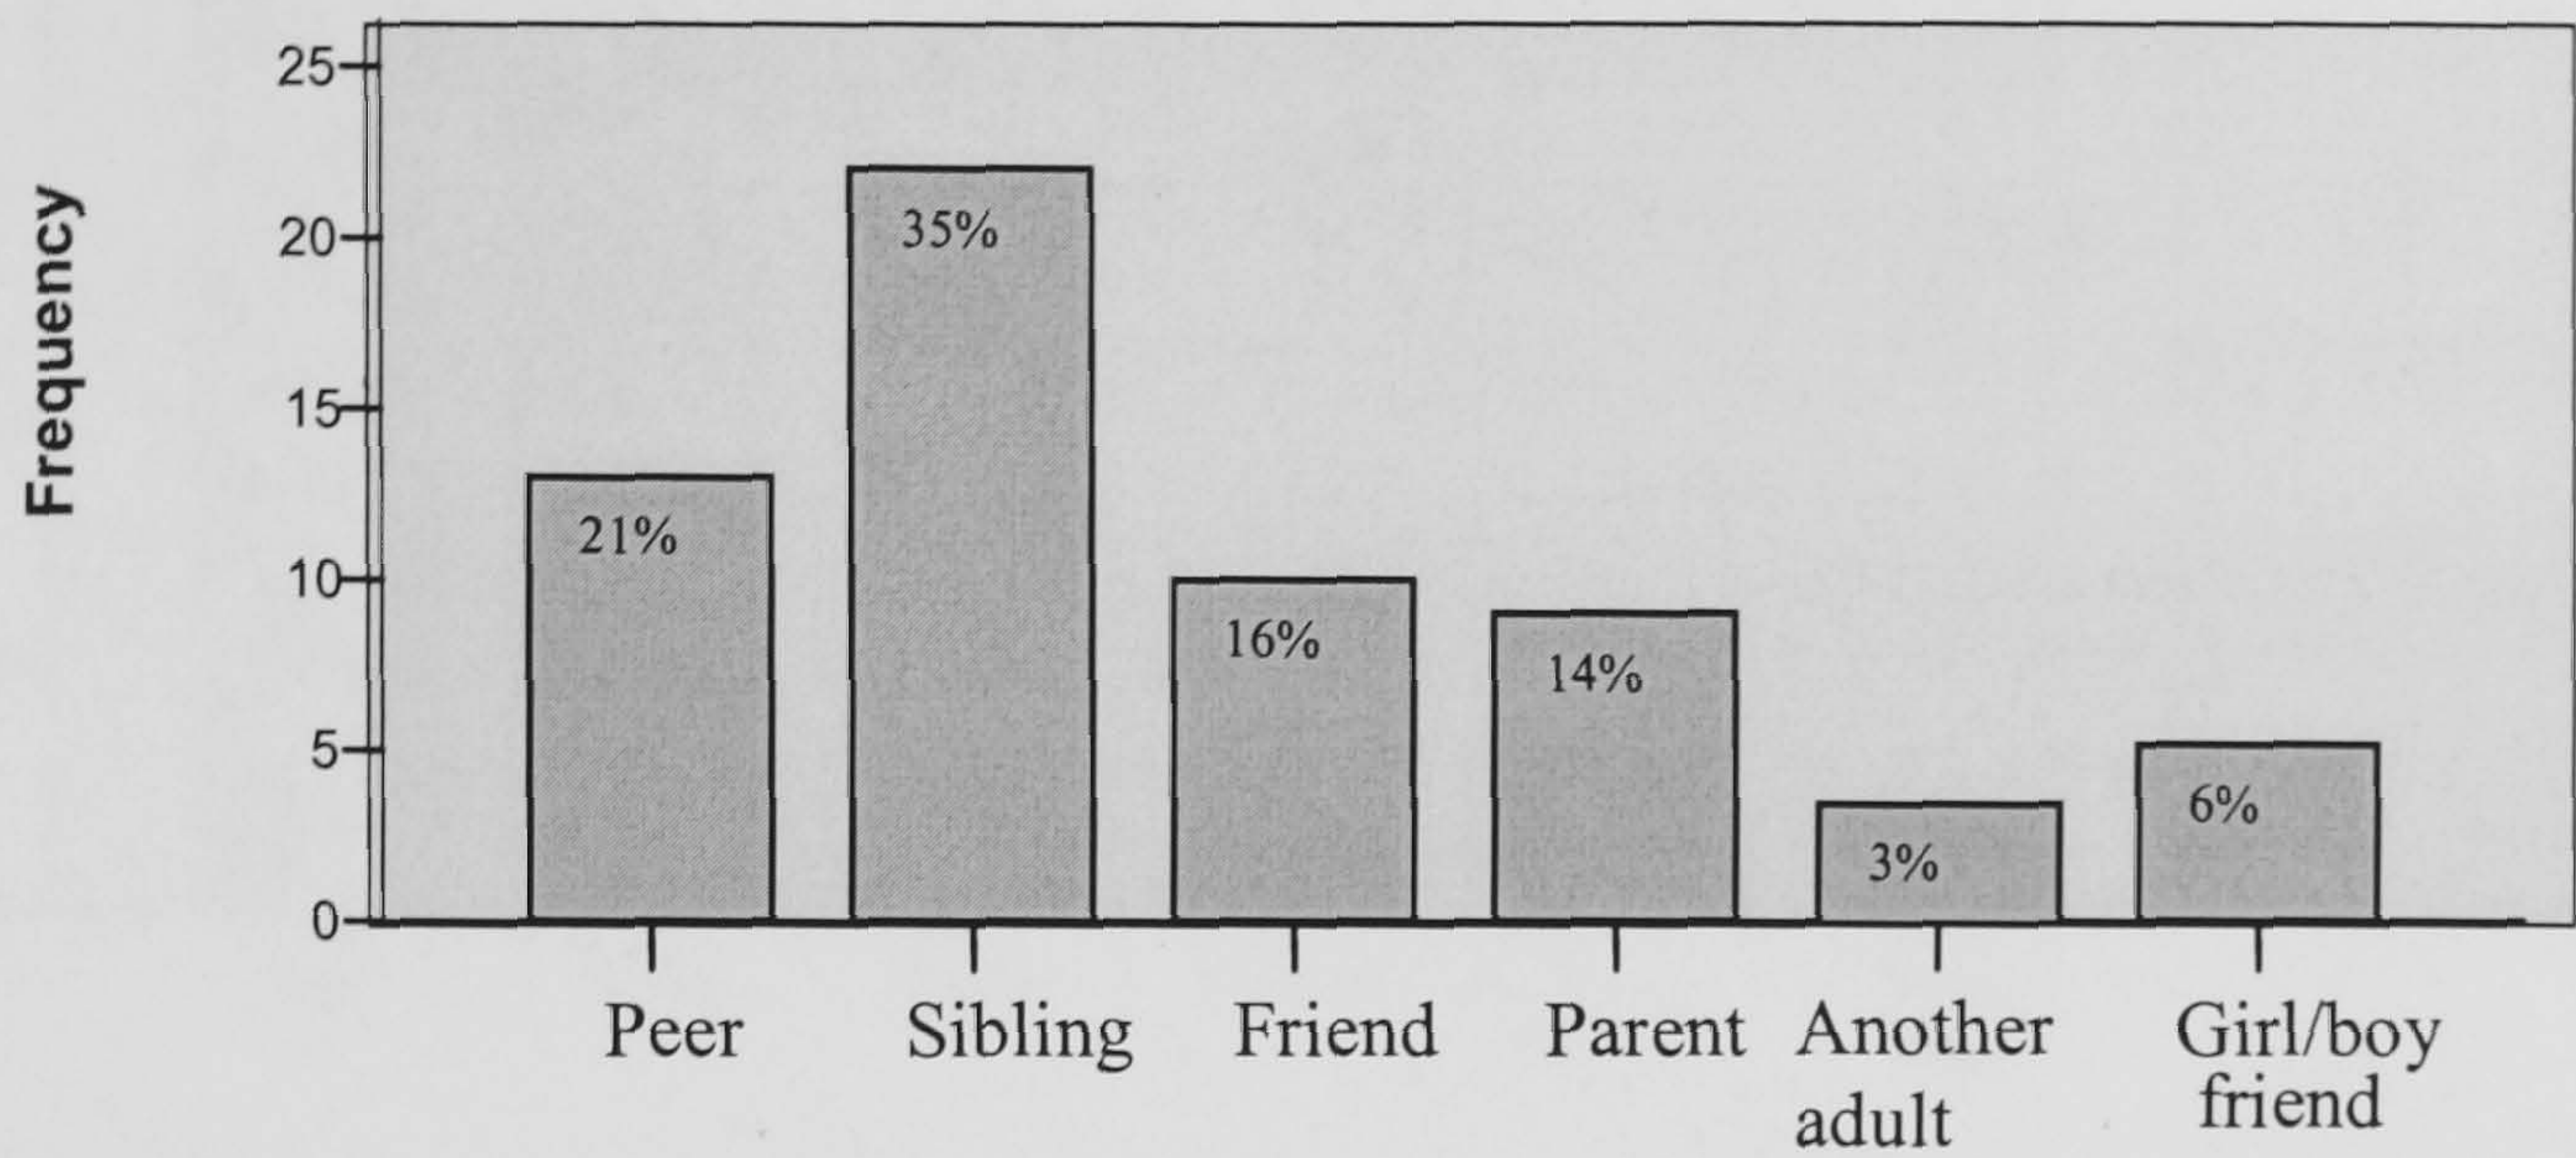 Frequency
25
20
15
10
5
0
21%
35%
16%
14%
3%
6%
Peer
Sibling
Friend
Parent
Another
adult
Girl/boy
friend